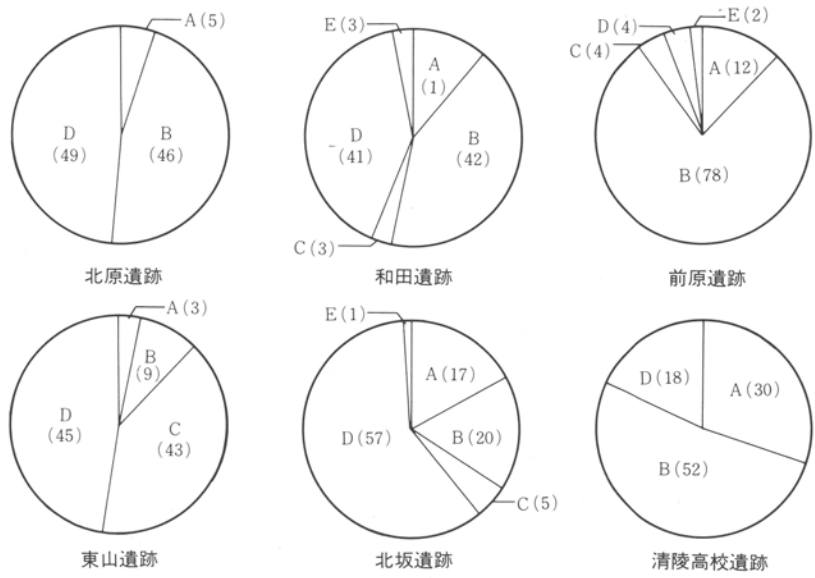 A(5)
B
(46)
D
(49)
北原遺跡
E(3)
A
(1)
B
(42)
C(3)
D
(41)
和田遺跡
E(2)
D(4)
C(4)
A(12)
B(78)
前原遺跡
A(3)
B
(9)
C
(43)
D
(45)
東山遺跡
E(1)
A(17)
B(20)
C(5)
D(57)
北坂遺跡
A(30)
D(18)
B(52)
清陵高校遺跡